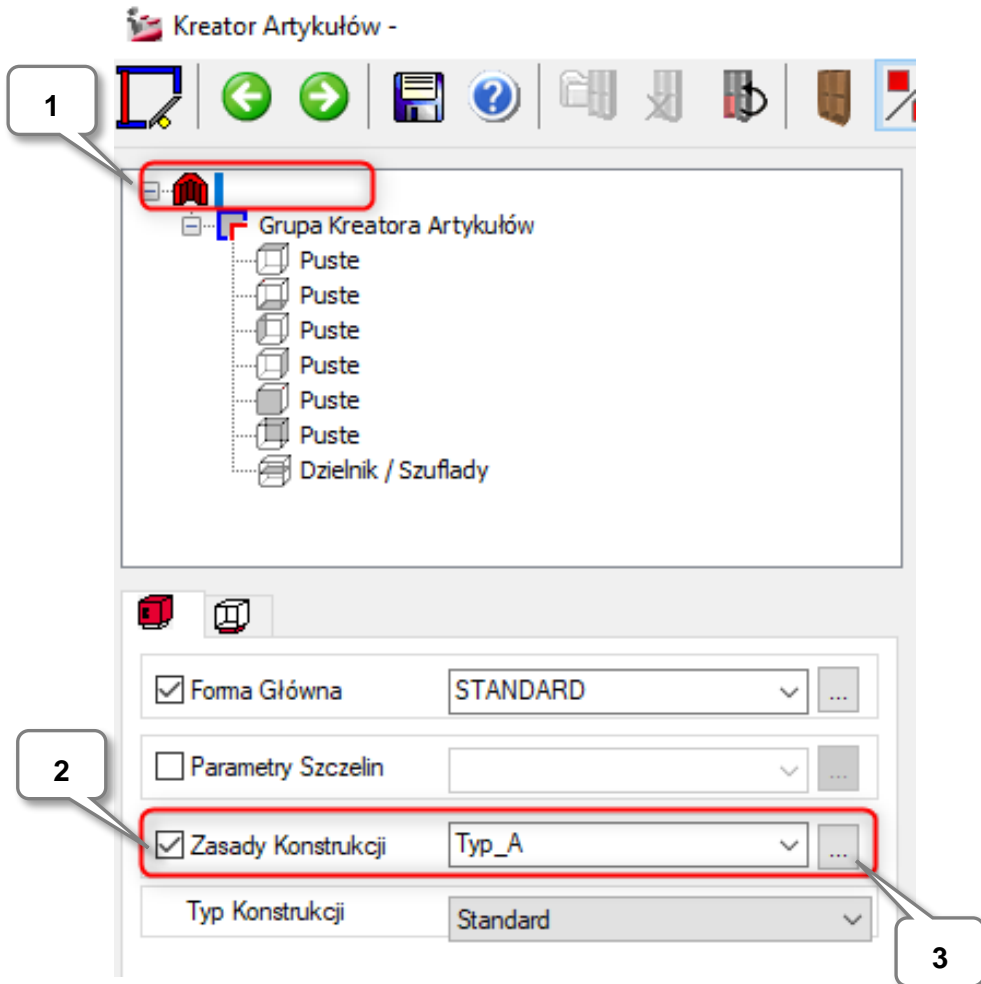 Kreator Artykułów -
1
Grupa Kreatora Artykułów
Puste
Puste
Puste
Puste
Puste
Puste
Dzielnik / Szuflady
Forma Główna STANDARD ...
2
Parametry Szczelin ...
Zasady Konstrukcji Typ_A ...
Typ Konstrukcji Standard
3